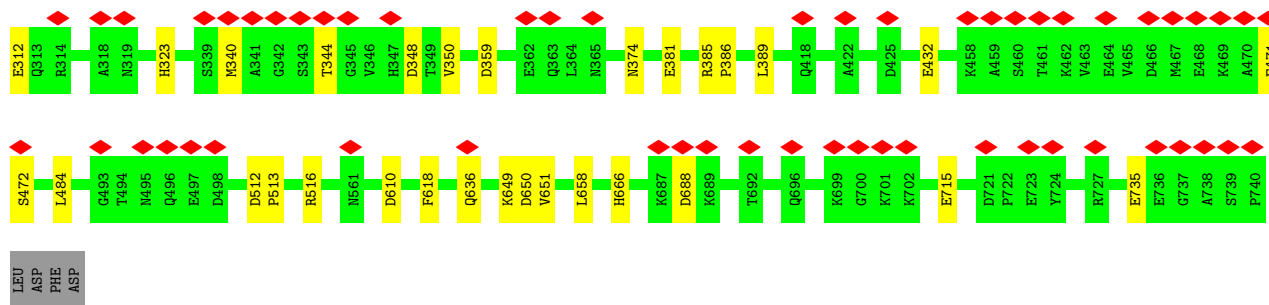 E312 Q313 R314 A318 N319 H323 S339 M340 A341 G342 S343 T344 G345 V346 H347 D348 T349 V350 D359 E362 Q363 L364 N365 N374 E381 R385 P386 L389 Q418 A422 D425 E432 K458 A459 S460 T461 K462 V463 E464 V465 D466 M467 E468 K469 A470
S472 L484 G493 T494 N495 Q496 E497 D498 D512 P513 R516 N561 D610 F618 Q636 K649 D650 V651 L658 H666 K687 D688 K689 T692 Q696 K699 G700 K701 K702 E715 D721 P722 E723 Y724 R727 E735 E736 G737 A738 S739 P740
LEU ASP PHE ASP